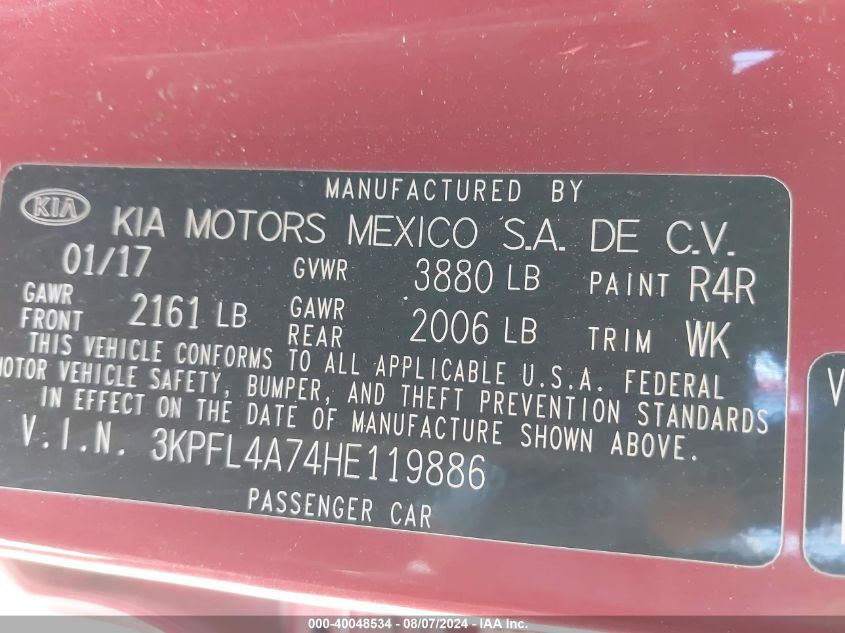 MANUFACTURED BY
KIA KIA MOTORS MEXICO S.A. DE C.V.
01/17 GVWR 3880 LB PAINT R4R
GAWR FRONT 2161 LB GAWR REAR 2006 LB TRIM WK
THIS VEHICLE CONFORMS TO ALL APPLICABLE U.S.A. FEDERAL
MOTOR VEHICLE SAFETY, BUMPER, AND THEFT PREVENTION STANDARDS
IN EFFECT ON THE DATE OF MANUFACTURE SHOWN ABOVE.
V.I.N. 3KPFL4A74HE119886
PASSENGER CAR
V
000-40048534 - 08/07/2024 - IAA Inc.